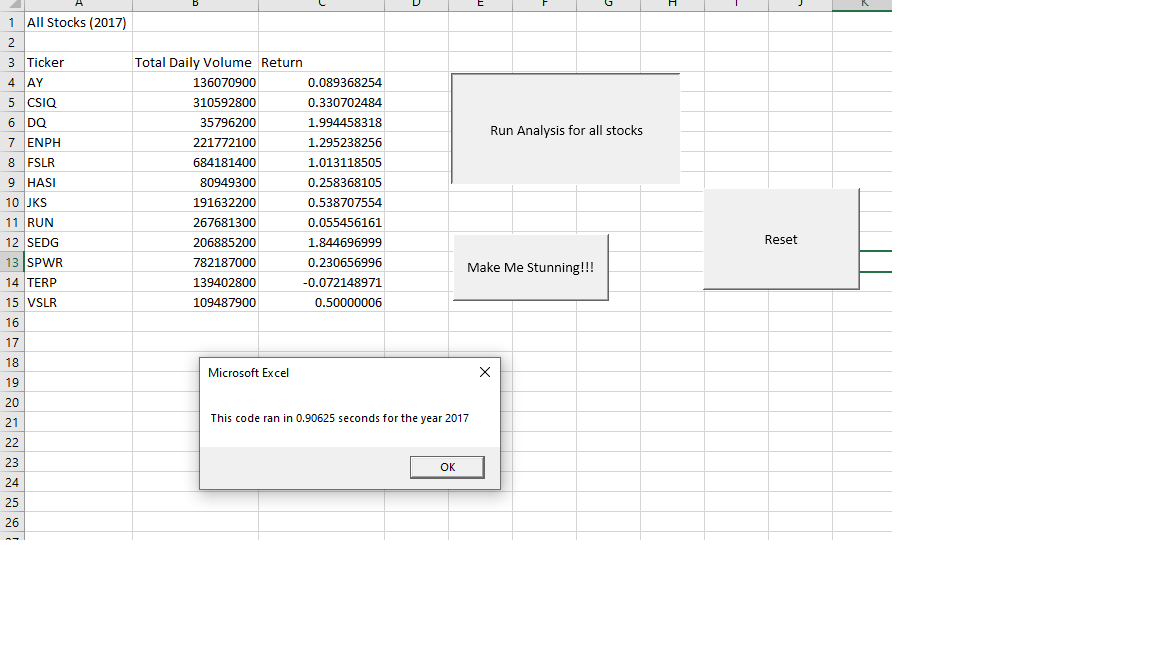 A B C D E F G H I J K
1 All Stocks (2017)
2
3 Ticker Total Daily Volume Return
4 AY 136070900 0.089368254
5 CSIQ 310592800 0.330702484
6 DQ 35796200 1.994458318
7 ENPH 221772100 1.295238256
8 FSLR 684181400 1.013118505
9 HASI 80949300 0.258368105
10 JKS 191632200 0.538707554
11 RUN 267681300 0.055456161
12 SEDG 206885200 1.844696999
13 SPWR 782187000 0.230656996
14 TERP 139402800 -0.072148971
15 VSLR 109487900 0.50000006
16
17
18
19
20
21
22
23
24
25
26
27
Run Analysis for all stocks
Reset
Make Me Stunning!!!
Microsoft Excel
This code ran in 0.90625 seconds for the year 2017
OK